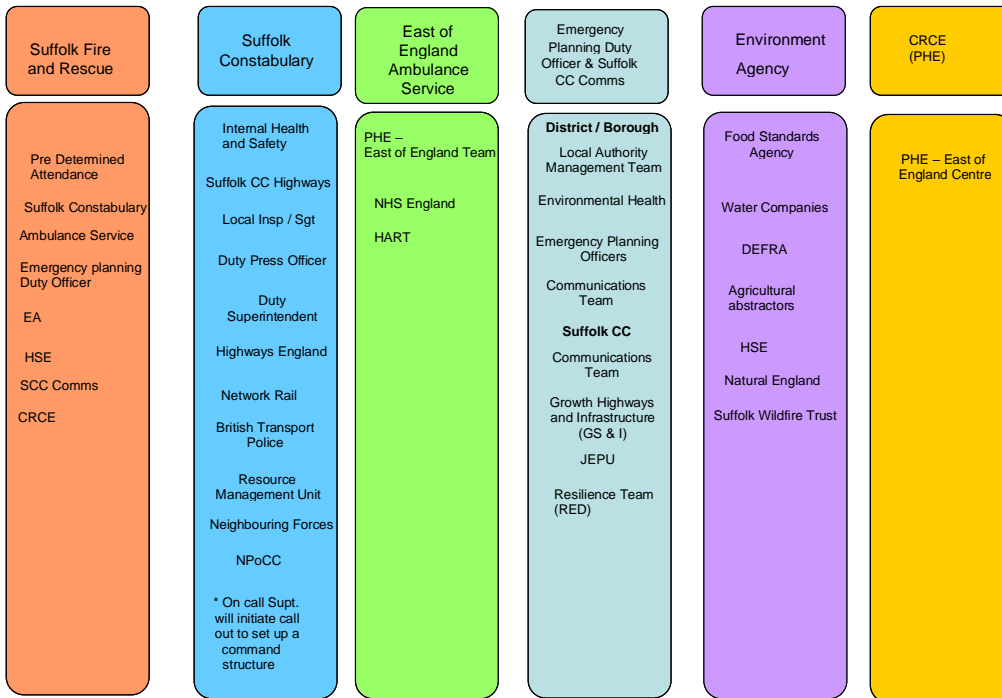 Suffolk Fire
and Rescue
Pre Determined
Attendance
Suffolk Constabulary
Ambulance Service
Emergency planning
Duty Officer
EA
HSE
SCC Comms
CRCE
Suffolk
Constabulary
Internal Health
and Safety
Suffolk CC Highways
Local Insp / Sgt
Duty Press Officer
Duty
Superintendent
Highways England
Network Rail
British Transport
Police
Resource
Management Unit
Neighbouring Forces
NPoCC
* On call Supt.
will initiate call
out to set up a
command
structure
East of
England
Ambulance
Service
PHE –
East of England Team
NHS England
HART
Emergency
Planning Duty
Officer & Suffolk
CC Comms
District / Borough
Local Authority
Management Team
Environmental Health
Emergency Planning
Officers
Communications
Team
Suffolk CC
Communications
Team
Growth Highways
and Infrastructure
(GS & I)
JEPU
Resilience Team
(RED)
Environment
Agency
Food Standards
Agency
Water Companies
DEFRA
Agricultural
abstractors
HSE
Natural England
Suffolk Wildfire Trust
CRCE
(PHE)
PHE – East of
England Centre